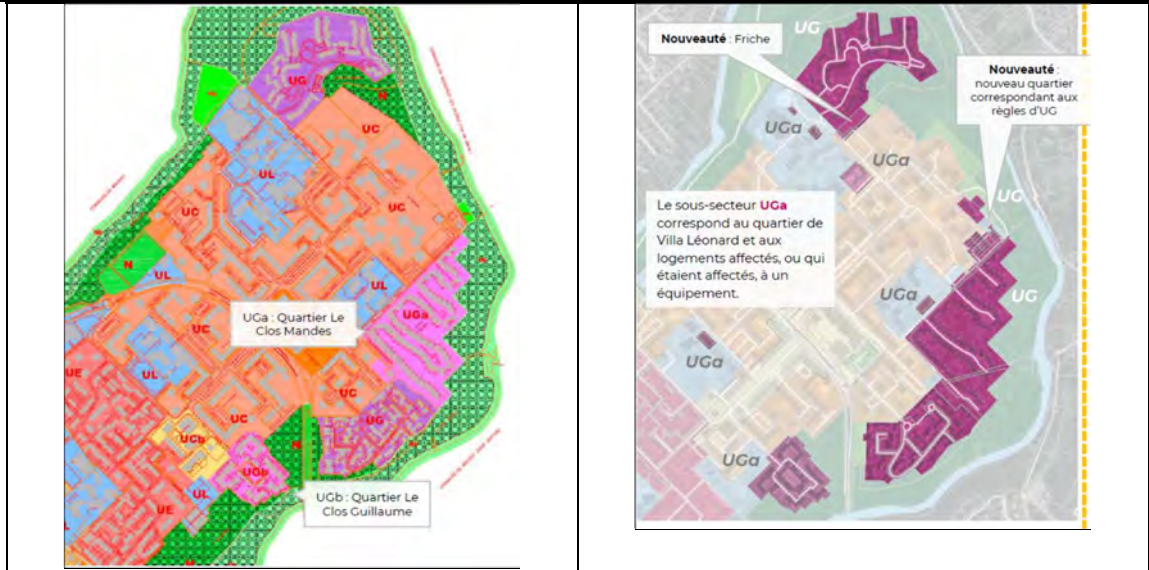 UG
N
UC
UL
UC
UC
N
UL
UL
UGa
UGa : Quartier Le
Clos Mandes
UC
UE
UL
UC
UC
UG
UCb
N
UGb
UL
UE
UGb : Quartier Le
Clos Guillaume
UG
Nouveauté : Friche
Nouveauté :
nouveau quartier
correspondant aux
règles d'UG
UGa
UGa
UG
Le sous-secteur UGa
correspond au quartier de
Villa Léonard et aux
logements affectés, ou qui
étaient affectés, à un
équipement.
UGa
UG
UGa
UGa